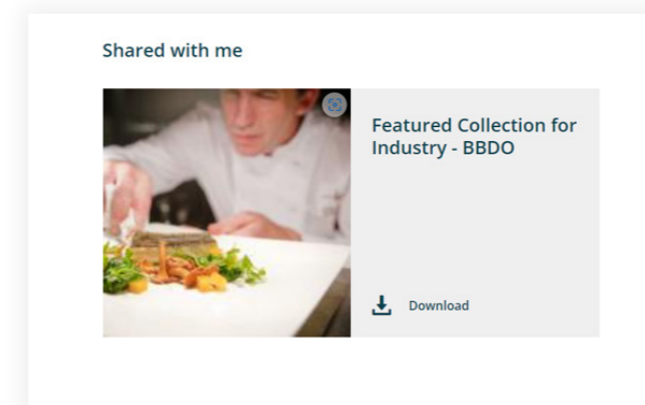 Shared with me
Featured Collection for
Industry - BBDO
Download